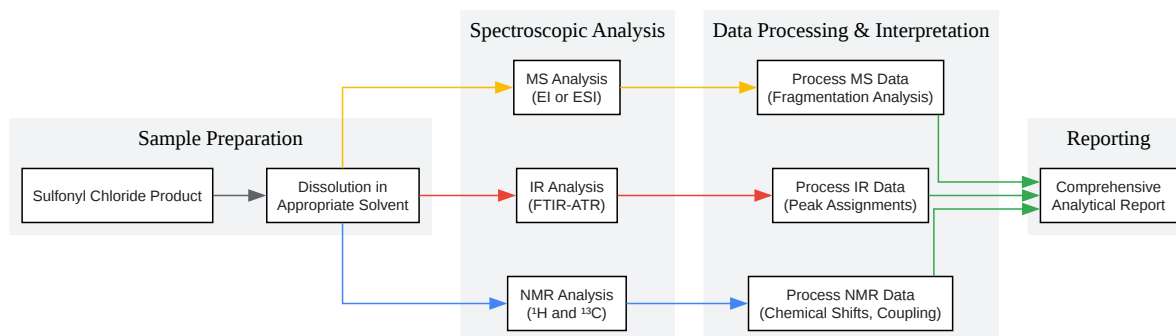 Spectroscopic Analysis
Data Processing & Interpretation
MS Analysis
(EI or ESI)
Process MS Data
(Fragmentation Analysis)
Sample Preparation
Reporting
Sulfonyl Chloride Product
Dissolution in
Appropriate Solvent
IR Analysis
(FTIR-ATR)
Process IR Data
(Peak Assignments)
Comprehensive
Analytical Report
NMR Analysis
(¹H and ¹³C)
Process NMR Data
(Chemical Shifts, Coupling)